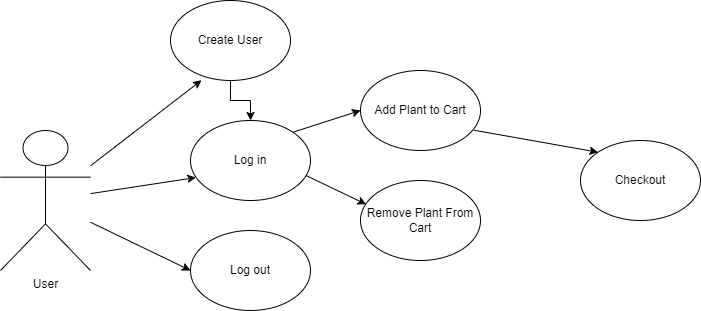 Create User
Add Plant to Cart
Log in
Checkout
Remove Plant From
Cart
Log out
User